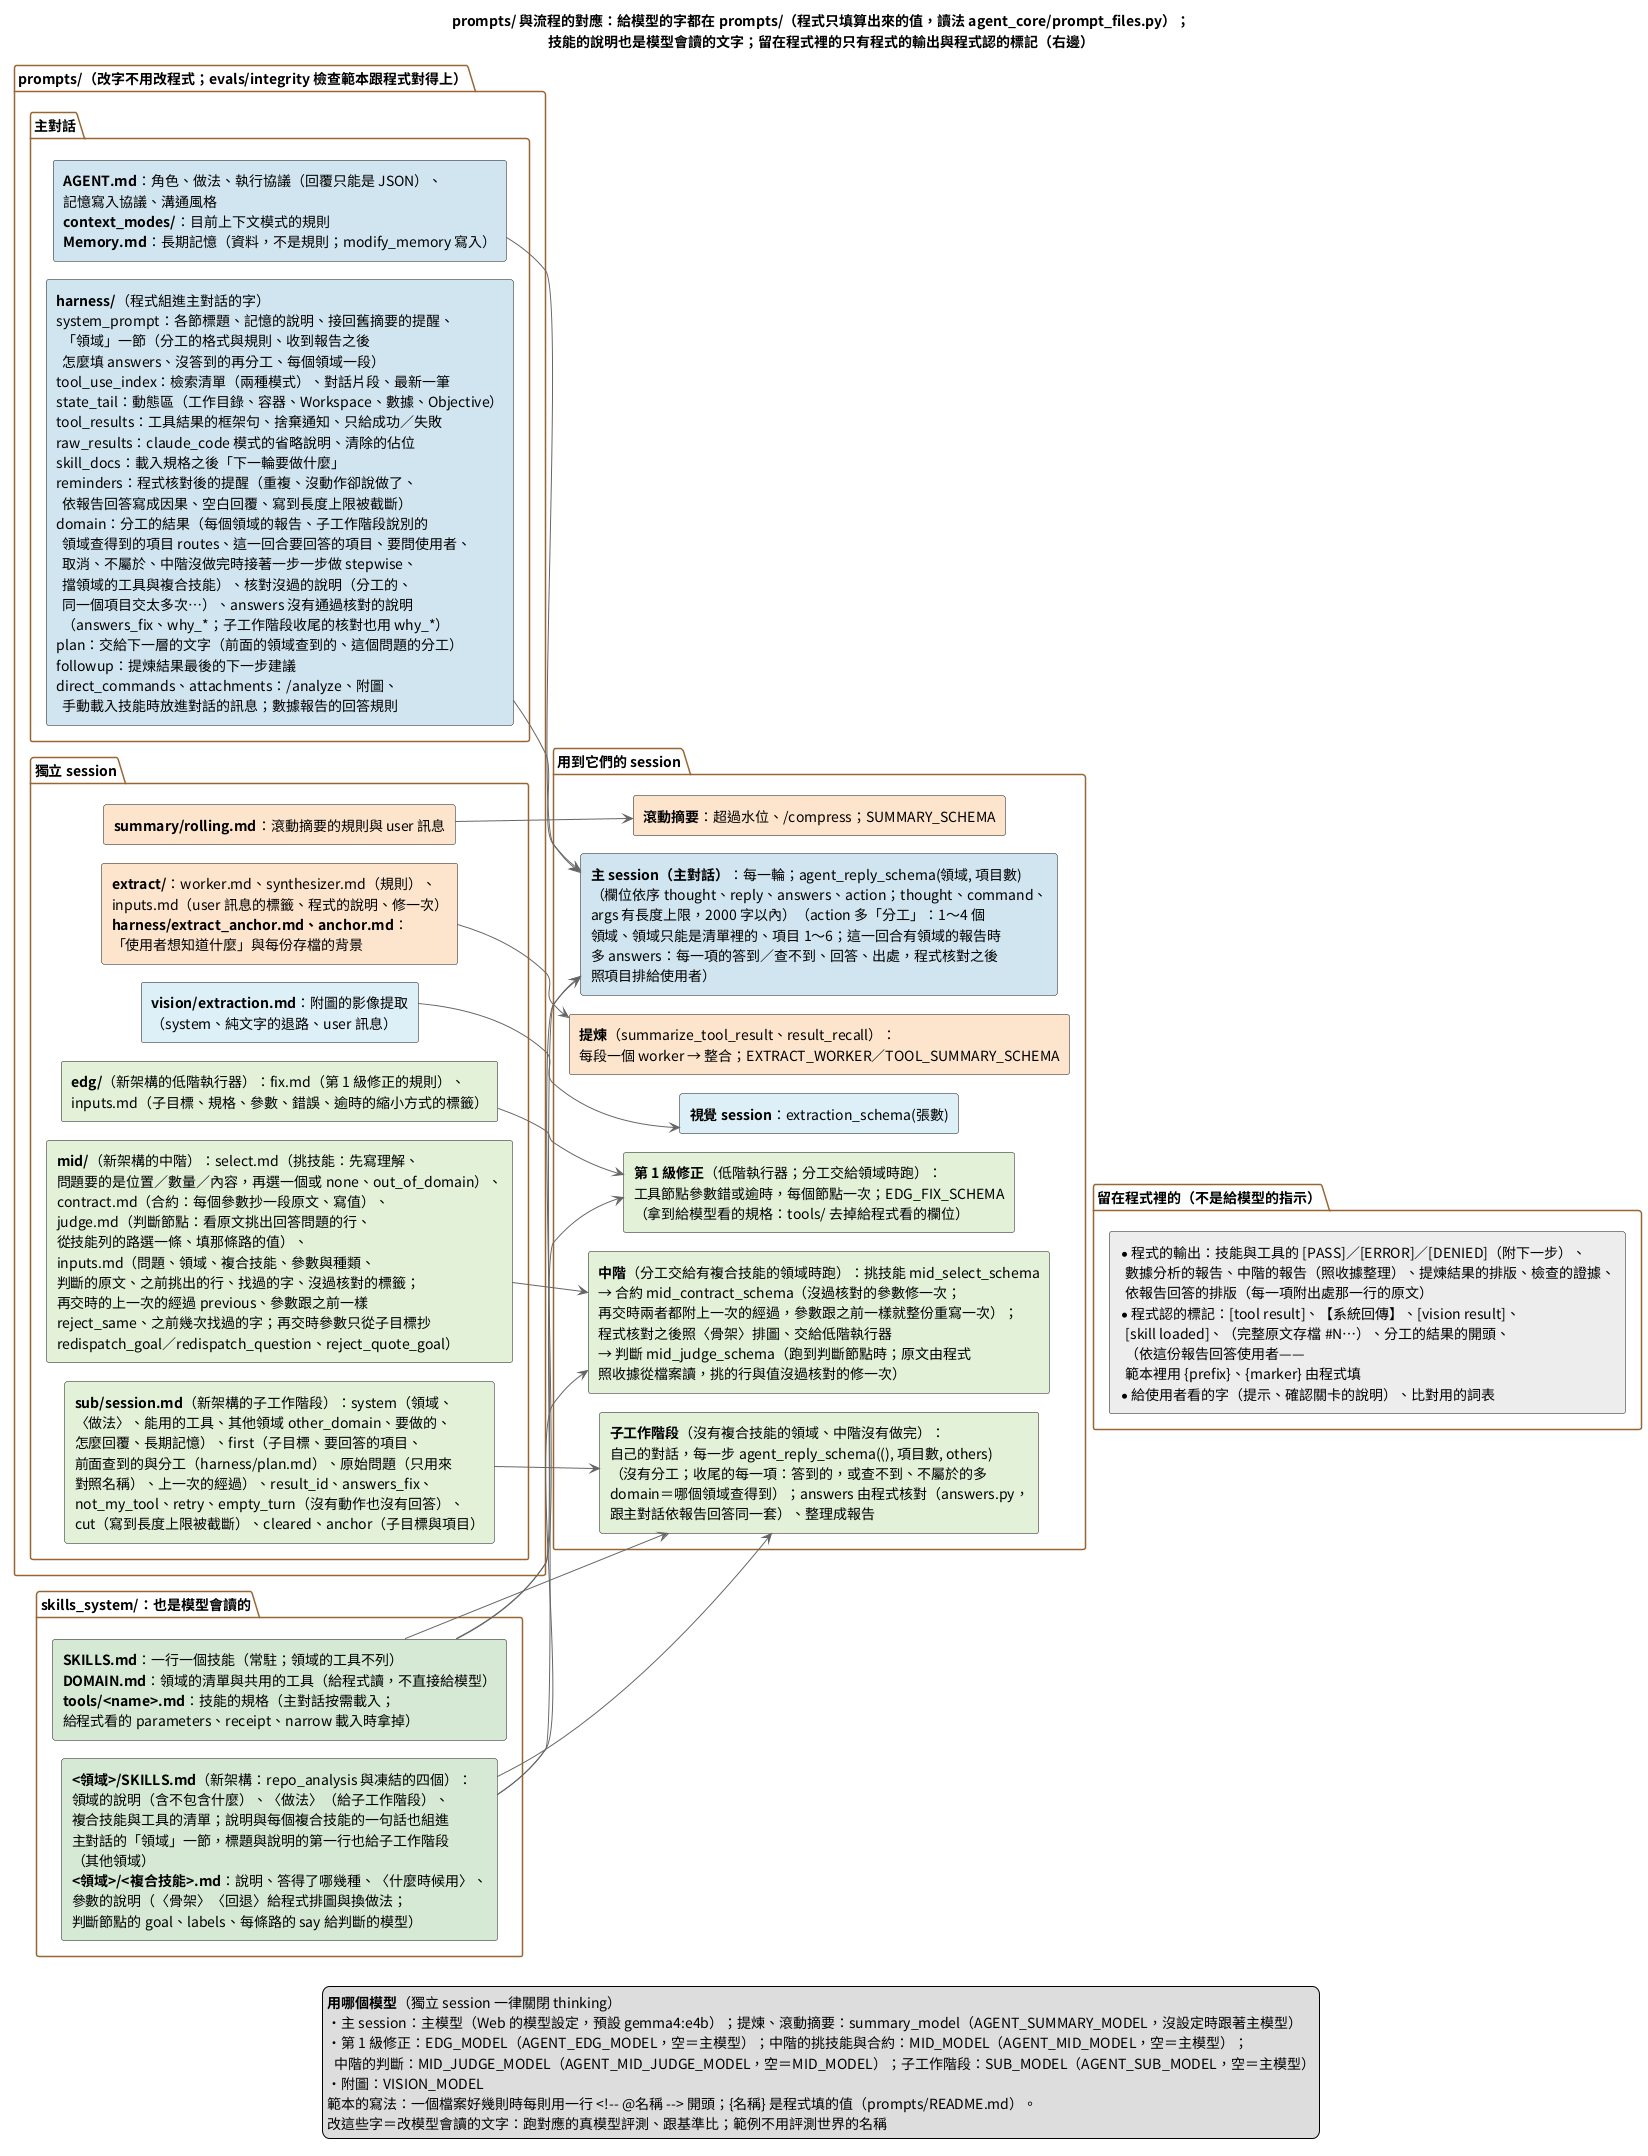 prompts/ 與流程的對應：給模型的字都在 prompts/（程式只填算出來的值，讀法 agent_core/prompt_files.py）；
技能的說明也是模型會讀的文字；留在程式裡的只有程式的輸出與程式認的標記（右邊）
prompts/（改字不用改程式；evals/integrity 檢查範本跟程式對得上）
主對話
AGENT.md：角色、做法、執行協議（回覆只能是 JSON）、
記憶寫入協議、溝通風格
context_modes/：目前上下文模式的規則
Memory.md：長期記憶（資料，不是規則；modify_memory 寫入）
harness/（程式組進主對話的字）
system_prompt：各節標題、記憶的說明、接回舊摘要的提醒、
「領域」一節（分工的格式與規則、收到報告之後
怎麼填 answers、沒答到的再分工、每個領域一段）
tool_use_index：檢索清單（兩種模式）、對話片段、最新一筆
state_tail：動態區（工作目錄、容器、Workspace、數據、Objective）
tool_results：工具結果的框架句、捨棄通知、只給成功／失敗
raw_results：claude_code 模式的省略說明、清除的佔位
skill_docs：載入規格之後「下一輪要做什麼」
reminders：程式核對後的提醒（重複、沒動作卻說做了、
依報告回答寫成因果、空白回覆、寫到長度上限被截斷）
domain：分工的結果（每個領域的報告、子工作階段說別的
領域查得到的項目 routes、這一回合要回答的項目、要問使用者、
取消、不屬於、中階沒做完時接著一步一步做 stepwise、
擋領域的工具與複合技能）、核對沒過的說明（分工的、
同一個項目交太多次…）、answers 沒有通過核對的說明
（answers_fix、why_*；子工作階段收尾的核對也用 why_*）
plan：交給下一層的文字（前面的領域查到的、這個問題的分工）
followup：提煉結果最後的下一步建議
direct_commands、attachments：/analyze、附圖、
手動載入技能時放進對話的訊息；數據報告的回答規則
獨立 session
summary/rolling.md：滾動摘要的規則與 user 訊息
extract/：worker.md、synthesizer.md（規則）、
inputs.md（user 訊息的標籤、程式的說明、修一次）
harness/extract_anchor.md、anchor.md：
「使用者想知道什麼」與每份存檔的背景
vision/extraction.md：附圖的影像提取
（system、純文字的退路、user 訊息）
edg/（新架構的低階執行器）：fix.md（第 1 級修正的規則）、
inputs.md（子目標、規格、參數、錯誤、逾時的縮小方式的標籤）
mid/（新架構的中階）：select.md（挑技能：先寫理解、
問題要的是位置／數量／內容，再選一個或 none、out_of_domain）、
contract.md（合約：每個參數抄一段原文、寫值）、
judge.md（判斷節點：看原文挑出回答問題的行、
從技能列的路選一條、填那條路的值）、
inputs.md（問題、領域、複合技能、參數與種類、
判斷的原文、之前挑出的行、找過的字、沒過核對的標籤；
再交時的上一次的經過 previous、參數跟之前一樣
reject_same、之前幾次找過的字；再交時參數只從子目標抄
redispatch_goal／redispatch_question、reject_quote_goal）
sub/session.md（新架構的子工作階段）：system（領域、
〈做法〉、能用的工具、其他領域 other_domain、要做的、
怎麼回覆、長期記憶）、first（子目標、要回答的項目、
前面查到的與分工（harness/plan.md）、原始問題（只用來
對照名稱）、上一次的經過）、result_id、answers_fix、
not_my_tool、retry、empty_turn（沒有動作也沒有回答）、
cut（寫到長度上限被截斷）、cleared、anchor（子目標與項目）
用到它們的 session
滾動摘要：超過水位、/compress；SUMMARY_SCHEMA
主 session（主對話）：每一輪；agent_reply_schema(領域, 項目數)
（欄位依序 thought、reply、answers、action；thought、command、
args 有長度上限，2000 字以內）（action 多「分工」：1～4 個
領域、領域只能是清單裡的、項目 1～6；這一回合有領域的報告時
多 answers：每一項的答到／查不到、回答、出處，程式核對之後
照項目排給使用者）
提煉（summarize_tool_result、result_recall）：
每段一個 worker → 整合；EXTRACT_WORKER／TOOL_SUMMARY_SCHEMA
視覺 session：extraction_schema(張數)
第 1 級修正（低階執行器；分工交給領域時跑）：
工具節點參數錯或逾時，每個節點一次；EDG_FIX_SCHEMA
（拿到給模型看的規格：tools/ 去掉給程式看的欄位）
中階（分工交給有複合技能的領域時跑）：挑技能 mid_select_schema
→ 合約 mid_contract_schema（沒過核對的參數修一次；
再交時兩者都附上一次的經過，參數跟之前一樣就整份重寫一次）；
程式核對之後照〈骨架〉排圖、交給低階執行器
→ 判斷 mid_judge_schema（跑到判斷節點時；原文由程式
照收據從檔案讀，挑的行與值沒過核對的修一次）
子工作階段（沒有複合技能的領域、中階沒有做完）：
自己的對話，每一步 agent_reply_schema((), 項目數, others)
（沒有分工；收尾的每一項：答到的，或查不到、不屬於的多
domain＝哪個領域查得到）；answers 由程式核對（answers.py，
跟主對話依報告回答同一套）、整理成報告
留在程式裡的（不是給模型的指示）
• 程式的輸出：技能與工具的 [PASS]／[ERROR]／[DENIED]（附下一步）、
數據分析的報告、中階的報告（照收據整理）、提煉結果的排版、檢查的證據、
依報告回答的排版（每一項附出處那一行的原文）
• 程式認的標記：[tool result]、【系統回傳】、[vision result]、
[skill loaded]、（完整原文存檔 #N…）、分工的結果的開頭、
（依這份報告回答使用者——
範本裡用 {prefix}、{marker} 由程式填
• 給使用者看的字（提示、確認關卡的說明）、比對用的詞表
skills_system/：也是模型會讀的
SKILLS.md：一行一個技能（常駐；領域的工具不列）
DOMAIN.md：領域的清單與共用的工具（給程式讀，不直接給模型）
tools/<name>.md：技能的規格（主對話按需載入；
給程式看的 parameters、receipt、narrow 載入時拿掉）
<領域>/SKILLS.md（新架構：repo_analysis 與凍結的四個）：
領域的說明（含不包含什麼）、〈做法〉（給子工作階段）、
複合技能與工具的清單；說明與每個複合技能的一句話也組進
主對話的「領域」一節，標題與說明的第一行也給子工作階段
（其他領域）
<領域>/<複合技能>.md：說明、答得了哪幾種、〈什麼時候用〉、
參數的說明（〈骨架〉〈回退〉給程式排圖與換做法；
判斷節點的 goal、labels、每條路的 say 給判斷的模型）
用哪個模型（獨立 session 一律關閉 thinking）
・主 session：主模型（Web 的模型設定，預設 gemma4:e4b）；提煉、滾動摘要：summary_model（AGENT_SUMMARY_MODEL，沒設定時跟著主模型）
・第 1 級修正：EDG_MODEL（AGENT_EDG_MODEL，空＝主模型）；中階的挑技能與合約：MID_MODEL（AGENT_MID_MODEL，空＝主模型）；
中階的判斷：MID_JUDGE_MODEL（AGENT_MID_JUDGE_MODEL，空＝MID_MODEL）；子工作階段：SUB_MODEL（AGENT_SUB_MODEL，空＝主模型）
・附圖：VISION_MODEL
範本的寫法：一個檔案好幾則時每則用一行 <!-- @名稱 --> 開頭；{名稱} 是程式填的值（prompts/README.md）。
改這些字＝改模型會讀的文字：跑對應的真模型評測、跟基準比；範例不用評測世界的名稱